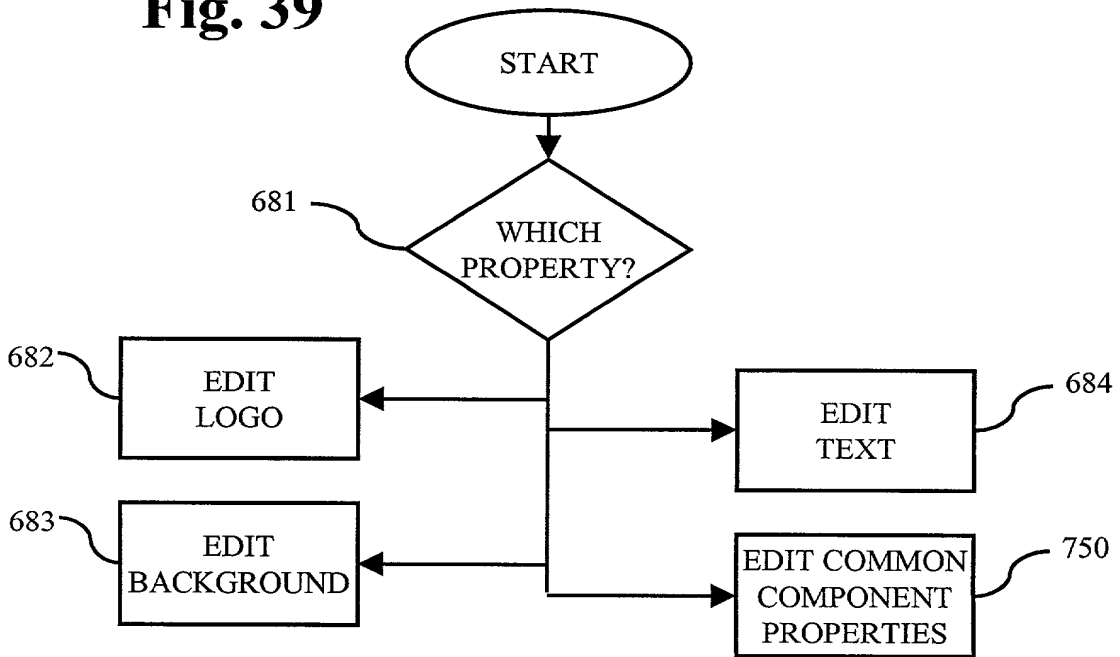 Fig. 39
START
681
WHICH
PROPERTY?
682
EDIT
LOGO
684
EDIT
TEXT
683
EDIT
BACKGROUND
750
EDIT COMMON
COMPONENT
PROPERTIES